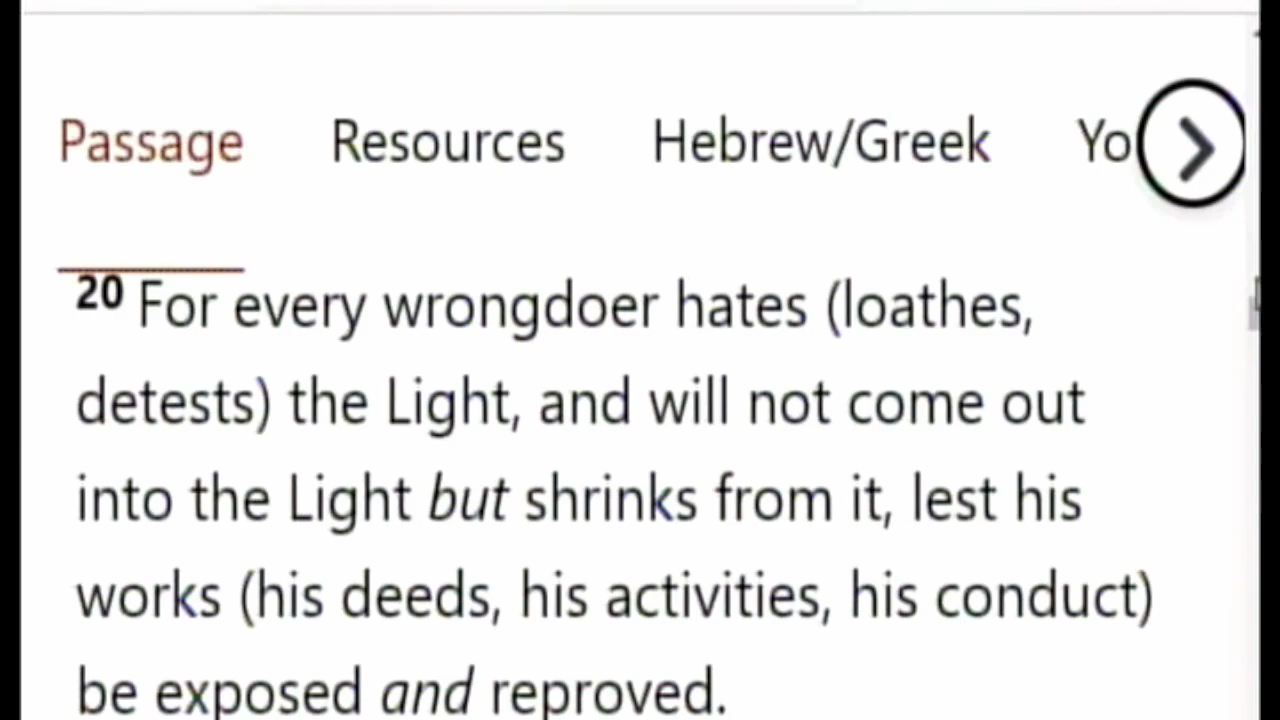 Passage Resources Hebrew/Greek Yo
20 For every wrongdoer hates (loathes,
detests) the Light, and will not come out
into the Light but shrinks from it, lest his
works (his deeds, his activities, his conduct)
be exposed and reproved.